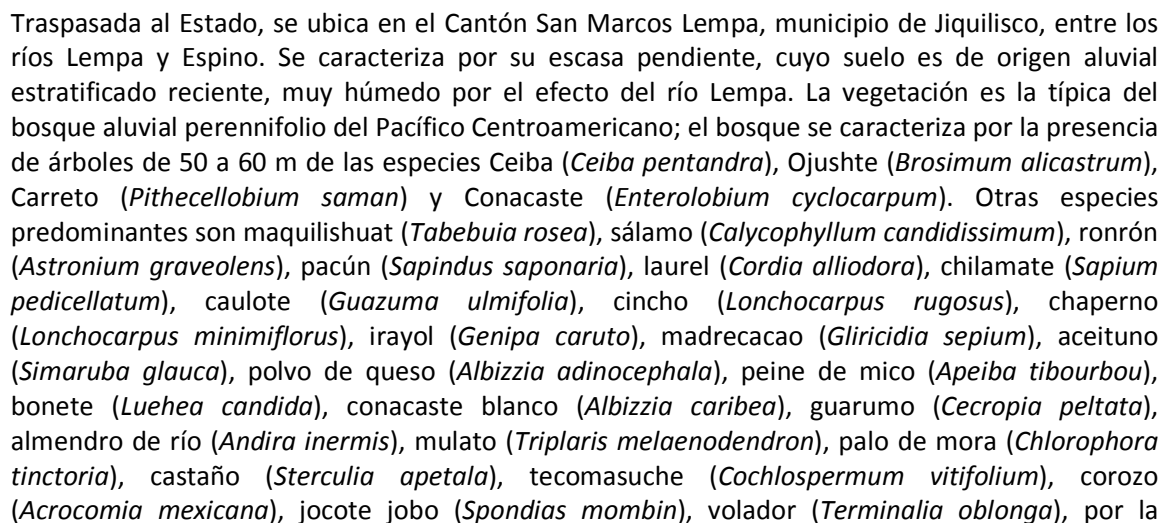 Traspasada al Estado, se ubica en el Cantón San Marcos Lempa, municipio de Jiquilisco, entre los
ríos Lempa y Espino. Se caracteriza por su escasa pendiente, cuyo suelo es de origen aluvial
estratificado reciente, muy húmedo por el efecto del río Lempa. La vegetación es la típica del
bosque aluvial perennifolio del Pacífico Centroamericano; el bosque se caracteriza por la presencia
de árboles de 50 a 60 m de las especies Ceiba (Ceiba pentandra), Ojushte (Brosimum alicastrum),
Carreto (Pithecellobium saman) y Conacaste (Enterolobium cyclocarpum). Otras especies
predominantes son maquilishuat (Tabebuia rosea), sálamo (Calycophyllum candidissimum), ronrón
(Astronium graveolens), pacún (Sapindus saponaria), laurel (Cordia alliodora), chilamate (Sapium
pedicellatum), caulote (Guazuma ulmifolia), cincho (Lonchocarpus rugosus), chaperno
(Lonchocarpus minimiflorus), irayol (Genipa caruto), madrecacao (Gliricidia sepium), aceituno
(Simaruba glauca), polvo de queso (Albizzia adinocephala), peine de mico (Apeiba tibourbou),
bonete (Luehea candida), conacaste blanco (Albizzia caribea), guarumo (Cecropia peltata),
almendro de río (Andira inermis), mulato (Triplaris melaenodendron), palo de mora (Chlorophora
tinctoria), castaño (Sterculia apetala), tecomasuche (Cochlospermum vitifolium), corozo
(Acrocomia mexicana), jocote jobo (Spondias mombin), volador (Terminalia oblonga), por la